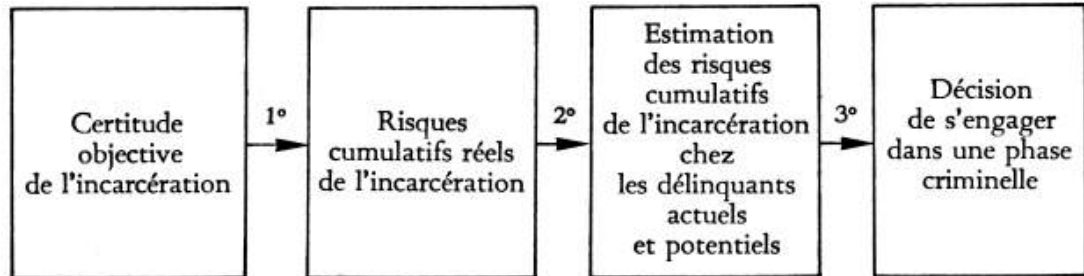 Certitude
objective
de l'incarcération
1°
Risques
cumulatifs réels
de l'incarcération
2°
Estimation
des risques
cumulatifs
de l'incarcération
chez
les délinquants
actuels
et potentiels
3°
Décision
de s'engager
dans une phase
criminelle